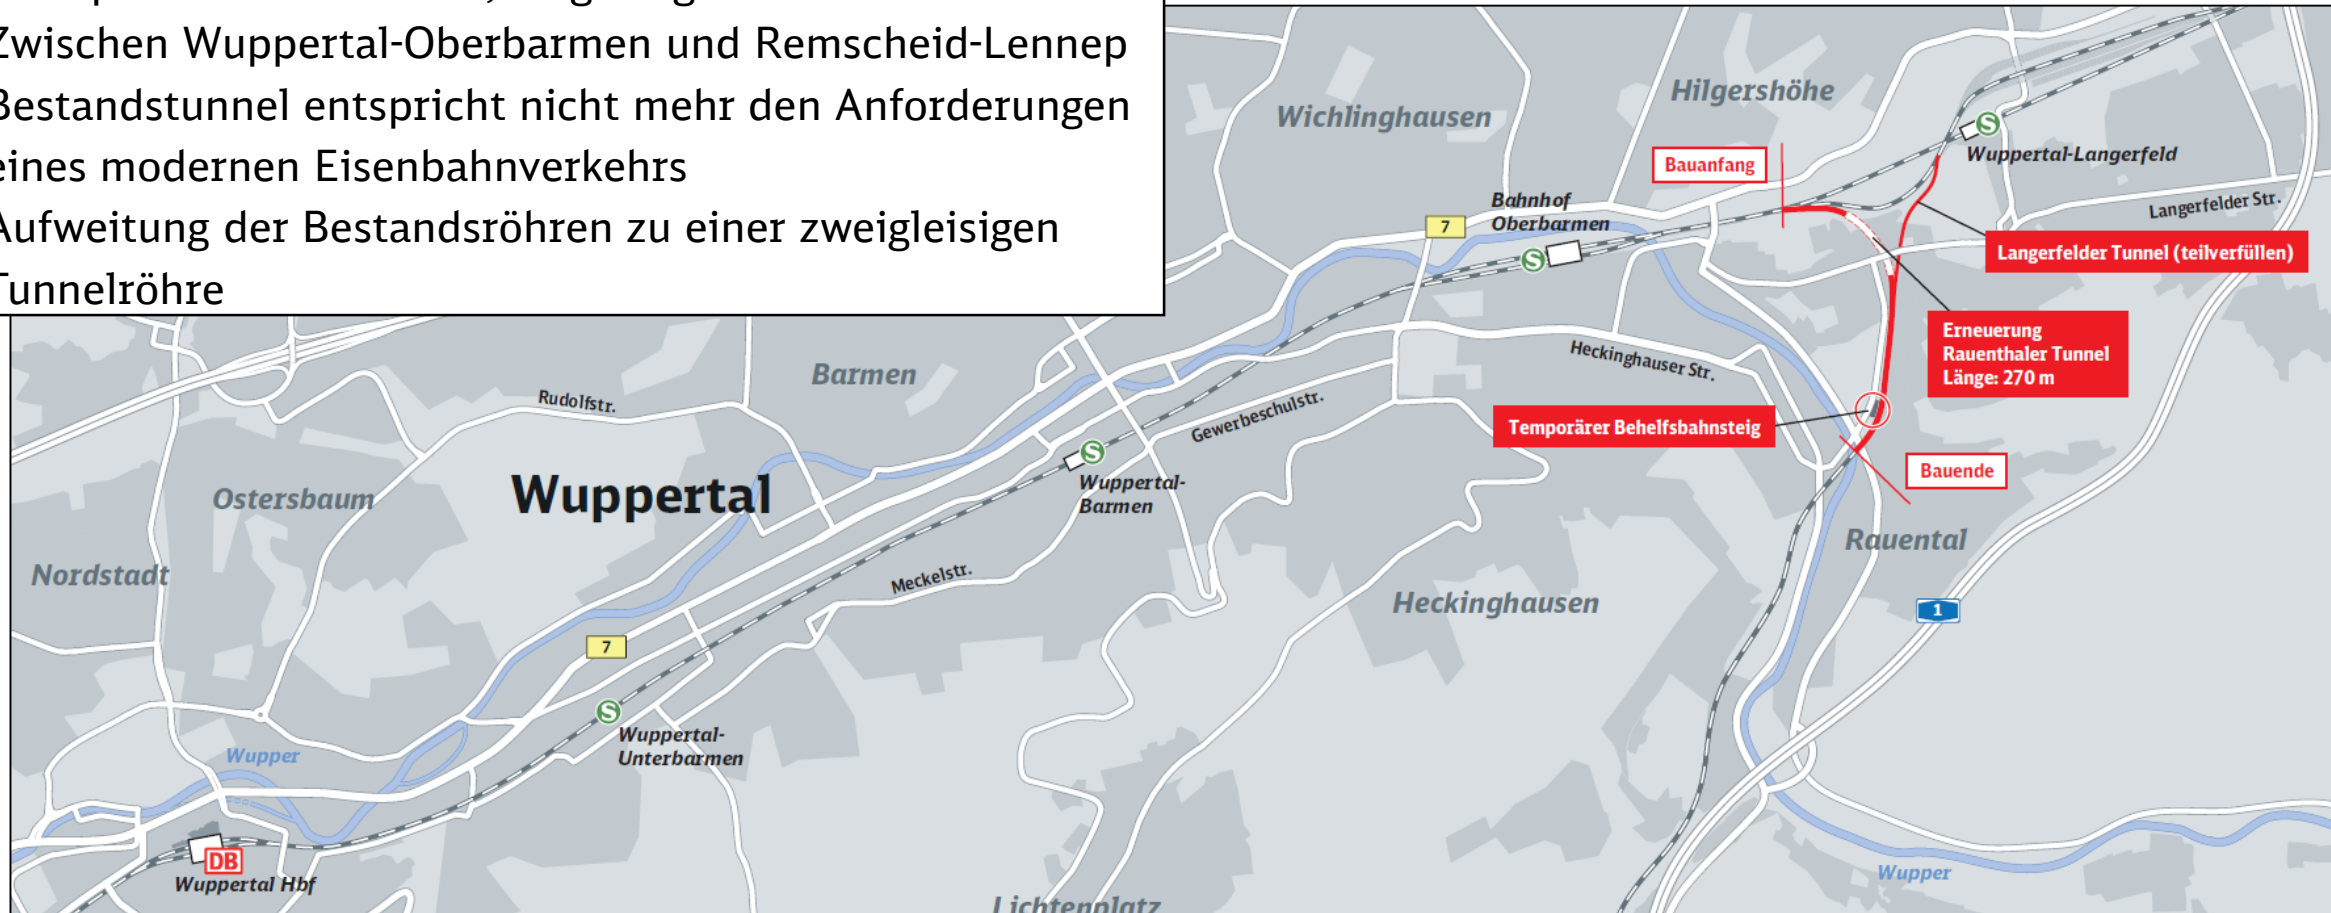 Zwischen Wuppertal-Oberbarmen und Remscheid-Lennep
Bestandstunnel entspricht nicht mehr den Anforderungen
eines modernen Eisenbahnverkehrs
Aufweitung der Bestandsröhren zu einer zweigleisigen
Tunnelröhre
Wichlinghausen
Hilgershöhe
Bauanfang
S
Wuppertal-Langerfeld
Langerfelder Str.
Bahnhof
Oberbarmen
7
S
Langerfelder Tunnel (teilverfüllen)
Erneuerung
Rauenthaler Tunnel
Länge: 270 m
Heckinghauser Str.
Barmen
Rudolfstr.
Gewerbeschulstr.
Temporärer Behelfsbahnsteig
Bauende
S
Wuppertal-
Barmen
Wuppertal
Ostersbaum
Nordstadt
Meckelstr.
Rauental
Heckinghausen
1
7
S
Wuppertal-
Unterbarmen
Wupper
DB
Wuppertal Hbf
Wupper
Lichtenplatz